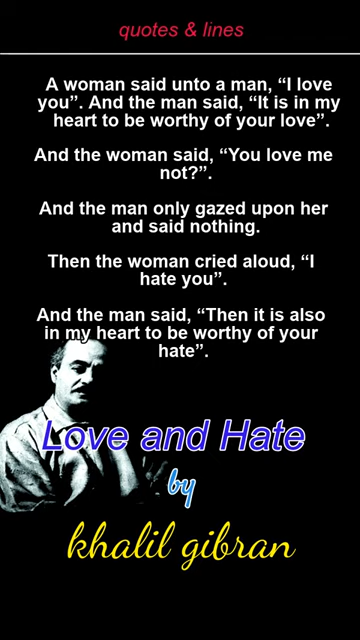 quotes & lines
A woman said unto a man, “I love
you”. And the man said, “It is in my
heart to be worthy of your love”.
And the woman said, “You love me
not?”.
And the man only gazed upon her
and said nothing.
Then the woman cried aloud, “I
hate you”.
And the man said, “Then it is also
in my heart to be worthy of your
hate”.
Love and Hate
by
khalil gibran